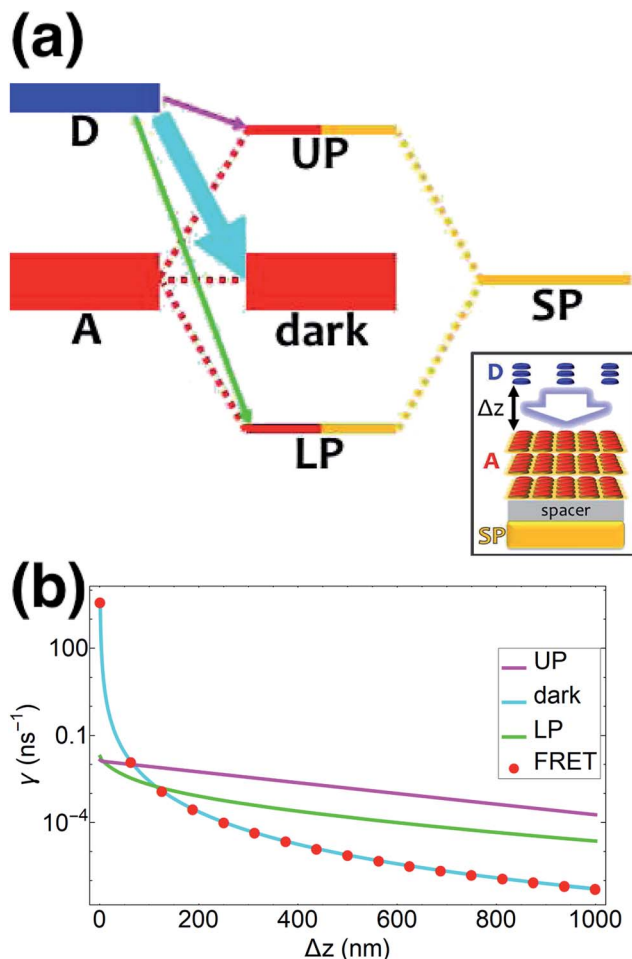 (a)
D
UP
A
dark
SP
LP
D
Δz
A
spacer
SP
(b)
100
0.1
10⁻⁴
γ (ns⁻¹)
UP
dark
LP
FRET
0 200 400 600 800 1000
Δz (nm)